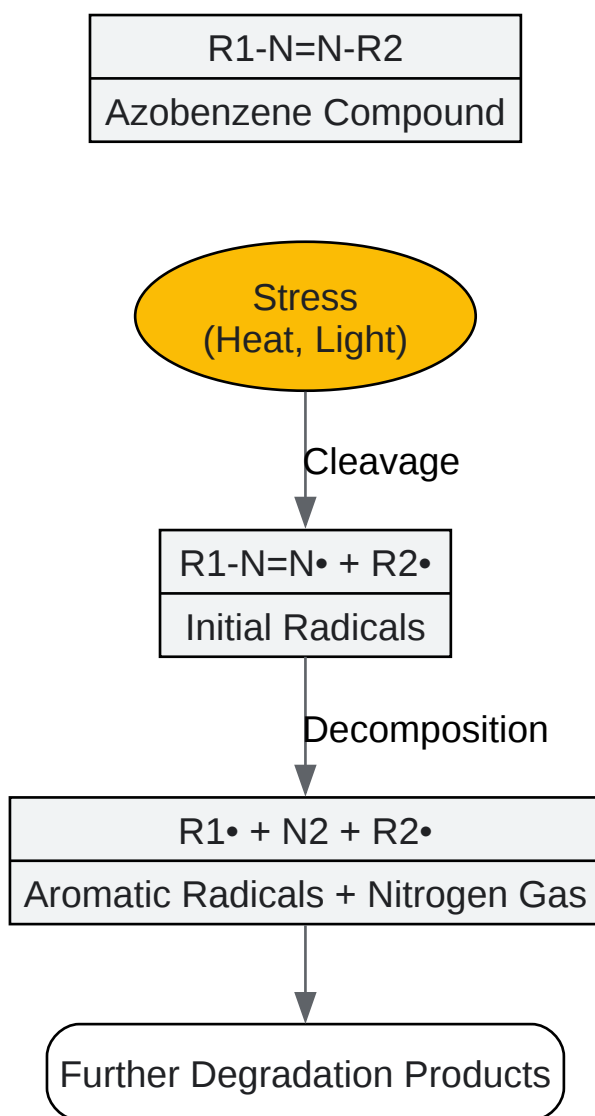 R1-N=N-R2
Azobenzene Compound
Stress
(Heat, Light)
Cleavage
R1-N=N• + R2•
Initial Radicals
Decomposition
R1• + N2 + R2•
Aromatic Radicals + Nitrogen Gas
Further Degradation Products